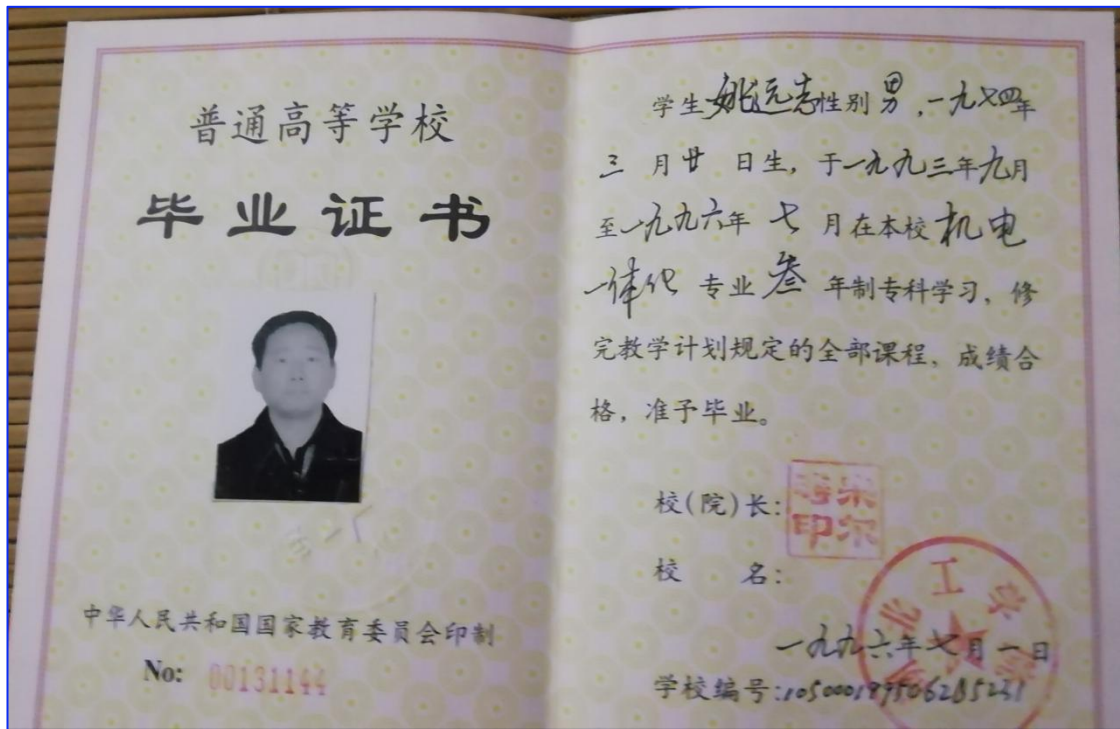 普通高等学校
毕业证书
中华人民共和国国家教育委员会印制
No: 00131144
学生姚远志性别男，一九七四年
三月廿日生，于一九九三年九月
至一九九六年七月在本校机电
一体化专业叁年制专科学习，修
完教学计划规定的全部课程，成绩合
格，准予毕业。
校(院)长:
校名:
北工
一九九六年七月一日
学校编号: